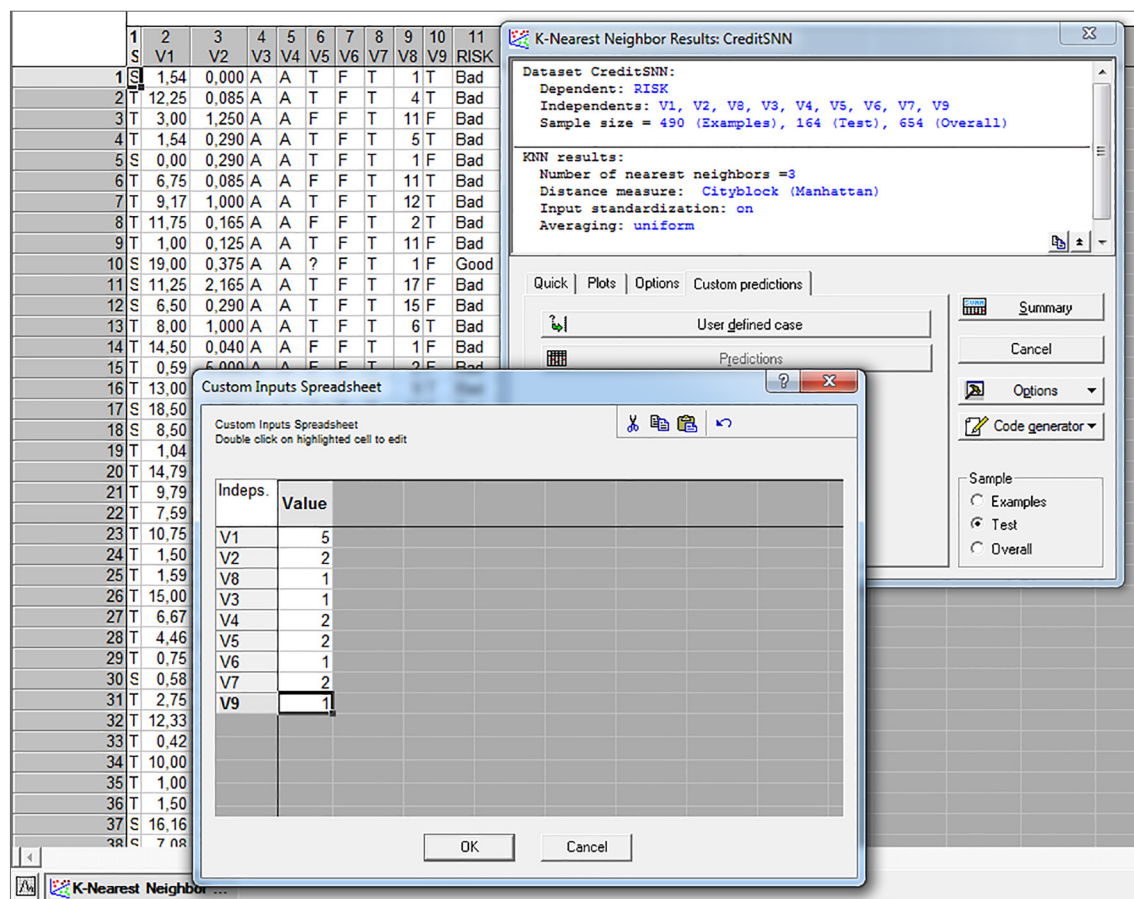 1 2 3 4 5 6 7 8 9 10 11
S V1 V2 V3 V4 V5 V6 V7 V8 V9 RISK
1 S 1,54 0,000 A A T F T 1 T Bad
2 T 12,25 0,085 A A T F T 4 T Bad
3 T 3,00 1,250 A A F F T 11 F Bad
4 T 1,54 0,290 A A T F T 5 T Bad
5 S 0,00 0,290 A A T F T 1 F Bad
6 T 6,75 0,085 A A F F T 11 T Bad
7 T 9,17 1,000 A A T F T 12 T Bad
8 T 11,75 0,165 A A F F T 2 T Bad
9 T 1,00 0,125 A A T F T 11 F Bad
10 S 19,00 0,375 A A ? F T 1 F Good
11 S 11,25 2,165 A A T F T 17 F Bad
12 S 6,50 0,290 A A T F T 15 F Bad
13 T 8,00 1,000 A A T F T 6 T Bad
14 T 14,50 0,040 A A F F T 1 F Bad
15 T 0,59 5,000 A A F F T 2 F Bad
16 T 13,00
17 S 18,50
18 S 8,50
19 T 1,04
20 T 14,79
21 T 9,79
22 T 7,59
23 T 10,75
24 T 1,50
25 T 1,59
26 T 15,00
27 T 6,67
28 T 4,46
29 T 0,75
30 S 0,58
31 T 2,75
32 T 12,33
33 T 0,42
34 T 10,00
35 T 1,00
36 T 1,50
37 S 16,16
38 S 7,08
K-Nearest Neighbor ...
K-Nearest Neighbor Results: CreditSNN
Dataset CreditSNN:
Dependent: RISK
Independents: V1, V2, V8, V3, V4, V5, V6, V7, V9
Sample size = 490 (Examples), 164 (Test), 654 (Overall)
KNN results:
Number of nearest neighbors =3
Distance measure: Cityblock (Manhattan)
Input standardization: on
Averaging: uniform
Quick Plots Options Custom predictions
User defined case
Predictions
Summary
Cancel
Options
Code generator
Sample
Examples
Test
Overall
Custom Inputs Spreadsheet
Custom Inputs Spreadsheet
Double click on highlighted cell to edit
Indeps. Value
V1 5
V2 2
V8 1
V3 1
V4 2
V5 2
V6 1
V7 2
V9 1
OK Cancel